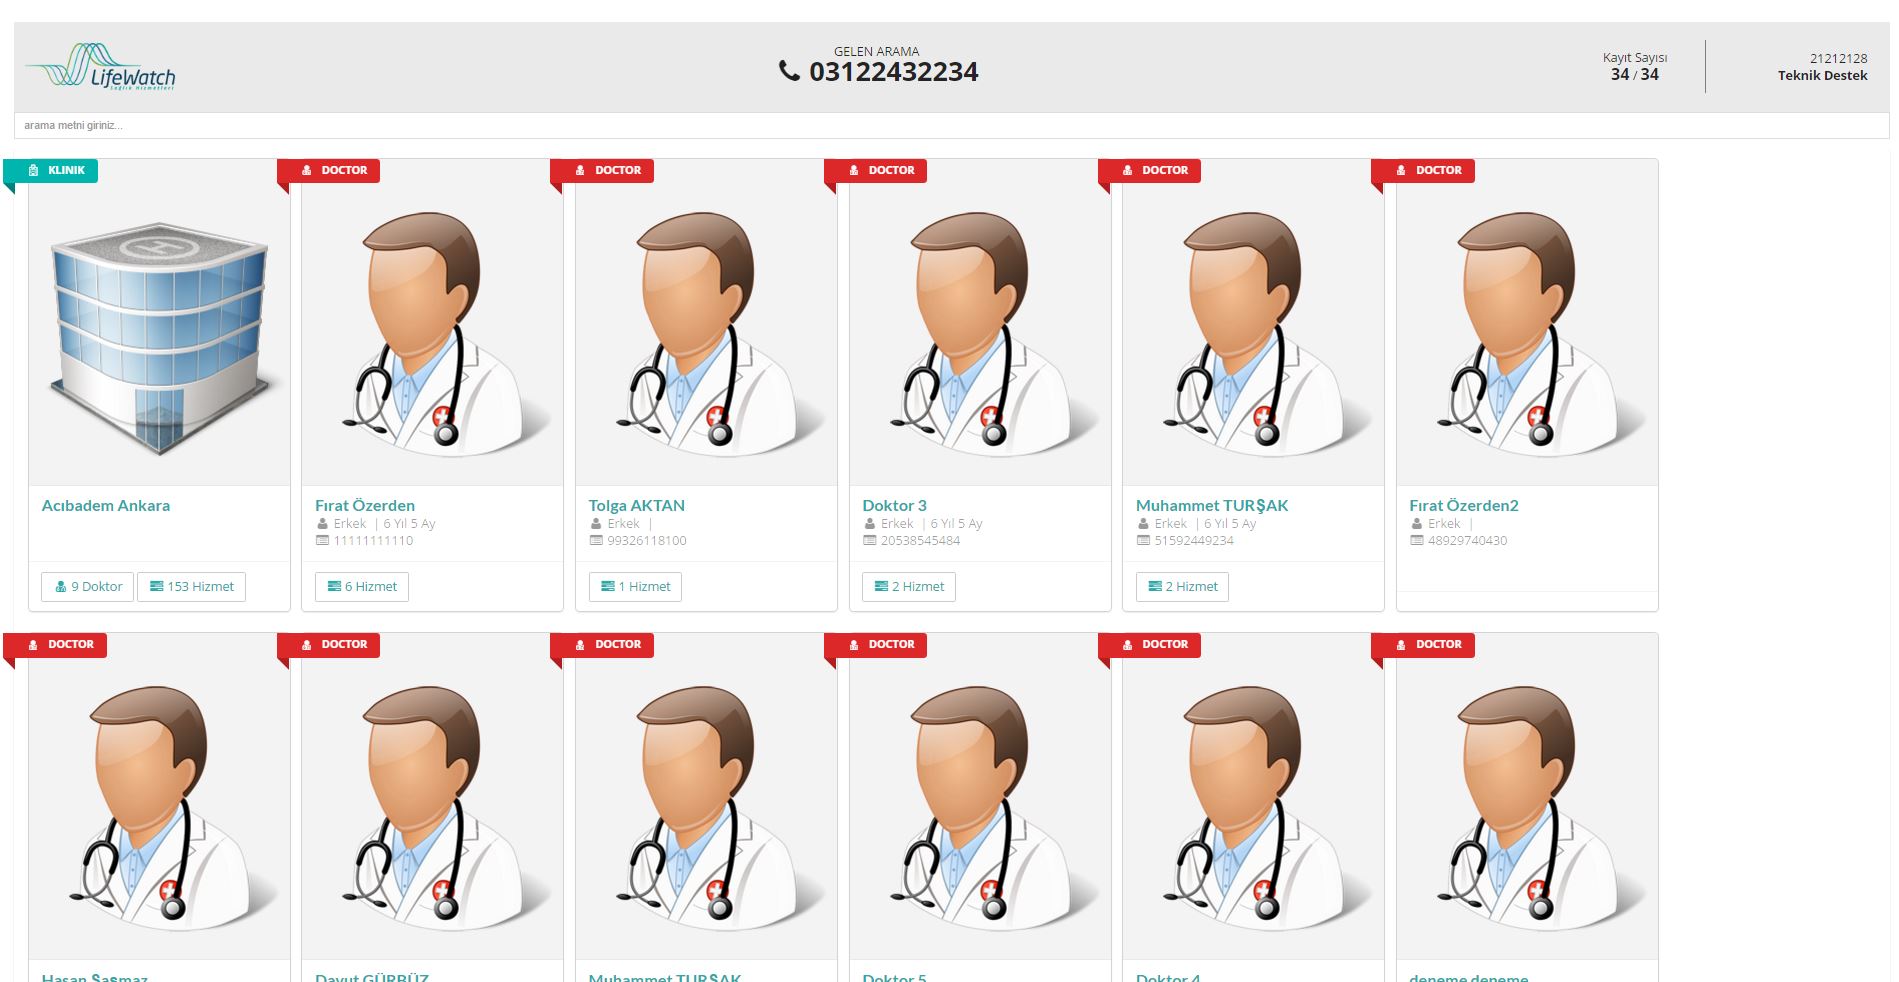 LifeWatch
Sağlık Hizmetleri
GELEN ARAMA
03122432234
Kayıt Sayısı
34 / 34
21212128
Teknik Destek
arama metni giriniz...
KLINIK
DOCTOR
DOCTOR
DOCTOR
DOCTOR
DOCTOR
Acıbadem Ankara
9 Doktor
153 Hizmet
Fırat Özerden
Erkek | 6 Yıl 5 Ay
11111111110
6 Hizmet
Tolga AKTAN
Erkek |
99326118100
1 Hizmet
Doktor 3
Erkek | 6 Yıl 5 Ay
20538545484
2 Hizmet
Muhammet TURŞAK
Erkek | 6 Yıl 5 Ay
51592449234
2 Hizmet
Fırat Özerden2
Erkek |
48929740430
DOCTOR
DOCTOR
DOCTOR
DOCTOR
DOCTOR
DOCTOR
Hasan Şaşmaz
Davut GÜRBÜZ
Muhammet TURŞAK
Doktor 5
Doktor 4
deneme deneme